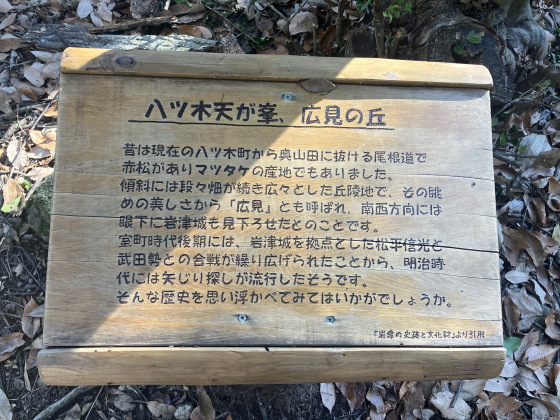 八ツ木天が峯、広見の丘
昔は現在の八ツ木町から奥山田に抜ける尾根道で
赤松がありマツタケの産地でもありました。
傾斜には段々畑が続き広々とした丘陵地で、その眺
めの美しさから「広見」とも呼ばれ、南西方向には
眼下に岩津城も見下ろせたとのことです。
室町時代後期には、岩津城を拠点とした松平信光と
武田勢との合戦が繰り広げられたことから、明治時
代には矢じり探しが流行したそうです。
そんな歴史を思い浮かべてみてはいかがでしょうか。
「岩津の史跡と文化財」より引用